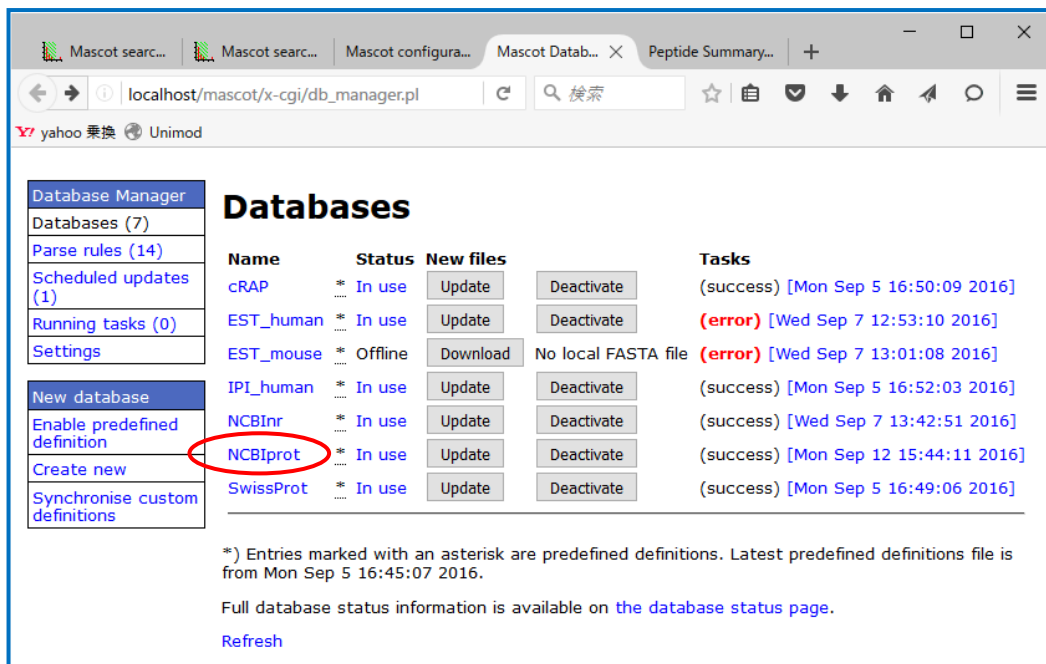 Mascot searc... Mascot searc... Mascot configura... Mascot Datab... Peptide Summary...
localhost/mascot/x-cgi/db_manager.pl 検索
yahoo 乗換 Unimod
Database Manager
Databases (7)
Parse rules (14)
Scheduled updates
(1)
Running tasks (0)
Settings
New database
Enable predefined
definition
Create new
Synchronise custom
definitions
Databases
Name Status New files Tasks
cRAP * In use Update Deactivate (success) [Mon Sep 5 16:50:09 2016]
EST_human * In use Update Deactivate (error) [Wed Sep 7 12:53:10 2016]
EST_mouse * Offline Download No local FASTA file (error) [Wed Sep 7 13:01:08 2016]
IPI_human * In use Update Deactivate (success) [Mon Sep 5 16:52:03 2016]
NCBInr * In use Update Deactivate (success) [Wed Sep 7 13:42:51 2016]
NCBIprot * In use Update Deactivate (success) [Mon Sep 12 15:44:11 2016]
SwissProt * In use Update Deactivate (success) [Mon Sep 5 16:49:06 2016]
*) Entries marked with an asterisk are predefined definitions. Latest predefined definitions file is
from Mon Sep 5 16:45:07 2016.
Full database status information is available on the database status page.
Refresh